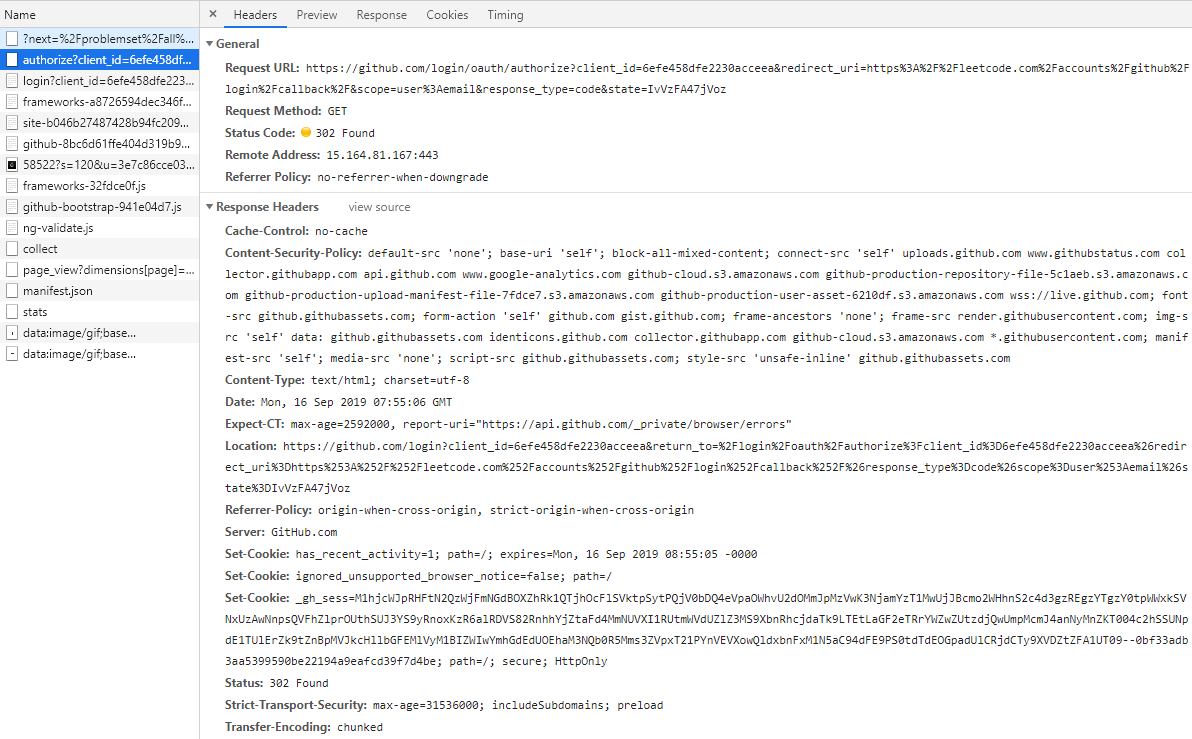 Name
?next=%2Fproblemset%2Fall%...
authorize?client_id=6efe458df...
login?client_id=6efe458dfe223...
frameworks-a8726594dec346f...
site-b046b27487428b94fc209...
github-8bc6d61ffe404d319b9...
58522?s=120&u=3e7c86cce03...
frameworks-32fdce0f.js
github-bootstrap-941e04d7.js
ng-validate.js
collect
page_view?dimensions[page]=...
manifest.json
stats
data:image/gif;base...
data:image/gif;base...
× Headers Preview Response Cookies Timing
General
Request URL: https://github.com/login/oauth/authorize?client_id=6efe458dfe2230acceea&redirect_uri=https%3A%2F%2Fleetcode.com%2Faccounts%2Fgithub%2F
login%2Fcallback%2F&scope=user%3Aemail&response_type=code&state=IvVzFA47jVoz
Request Method: GET
Status Code: 302 Found
Remote Address: 15.164.81.167:443
Referrer Policy: no-referrer-when-downgrade
Response Headers view source
Cache-Control: no-cache
Content-Security-Policy: default-src 'none'; base-uri 'self'; block-all-mixed-content; connect-src 'self' uploads.github.com www.githubstatus.com col
lector.githubapp.com api.github.com www.google-analytics.com github-cloud.s3.amazonaws.com github-production-repository-file-5c1aeb.s3.amazonaws.c
om github-production-upload-manifest-file-7fdce7.s3.amazonaws.com github-production-user-asset-6210df.s3.amazonaws.com wss://live.github.com; font
-src github.githubassets.com; form-action 'self' github.com gist.github.com; frame-ancestors 'none'; frame-src render.githubusercontent.com; img-s
rc 'self' data: github.githubassets.com identicons.github.com collector.githubapp.com github-cloud.s3.amazonaws.com *.githubusercontent.com; manif
est-src 'self'; media-src 'none'; script-src github.githubassets.com; style-src 'unsafe-inline' github.githubassets.com
Content-Type: text/html; charset=utf-8
Date: Mon, 16 Sep 2019 07:55:06 GMT
Expect-CT: max-age=2592000, report-uri="https://api.github.com/_private/browser/errors"
Location: https://github.com/login?client_id=6efe458dfe2230acceea&return_to=%2Flogin%2Foauth%2Fauthorize%3Fclient_id%3D6efe458dfe2230acceea%26redir
ect_uri%3Dhttps%253A%252F%252Fleetcode.com%252Faccounts%252Fgithub%252Flogin%252Fcallback%252F%26response_type%3Dcode%26scope%3Duser%253Aemail%26s
tate%3DIvVzFA47jVoz
Referrer-Policy: origin-when-cross-origin, strict-origin-when-cross-origin
Server: GitHub.com
Set-Cookie: has_recent_activity=1; path=/; expires=Mon, 16 Sep 2019 08:55:05 -0000
Set-Cookie: ignored_unsupported_browser_notice=false; path=/
Set-Cookie: path=/; secure; HttpOnly
Status: 302 Found
Strict-Transport-Security: max-age=31536000; includeSubdomains; preload
Transfer-Encoding: chunked